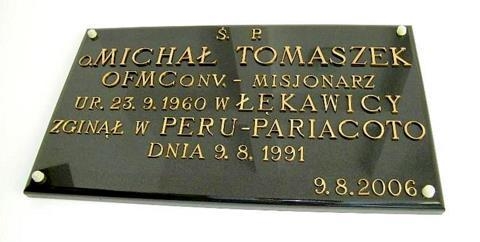 Ś. P.
O. MICHAŁ TOMASZEK
OFMCONV. - MISJONARZ
UR. 23.9.1960 W ŁĘKAWICY
ZGINĄŁ W PERU-PARIACOTO
DNIA 9.8.1991
9.8.2006